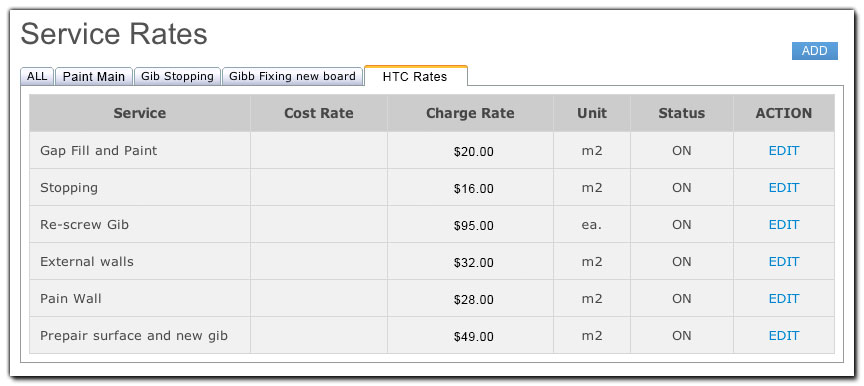 Service Rates
ADD
ALL Paint Main Gib Stopping Gibb Fixing new board HTC Rates
Service Cost Rate Charge Rate Unit Status ACTION
Gap Fill and Paint $20.00 m2 ON EDIT
Stopping $16.00 m2 ON EDIT
Re-screw Gib $95.00 ea. ON EDIT
External walls $32.00 m2 ON EDIT
Pain Wall $28.00 m2 ON EDIT
Prepair surface and new gib $49.00 m2 ON EDIT